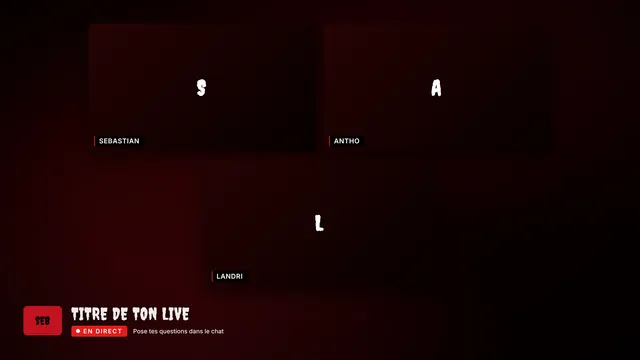 S
A
SEBASTIAN
ANTHO
L
LANDRI
SEB
TITRE DE TON LIVE
EN DIRECT
Pose tes questions dans le chat